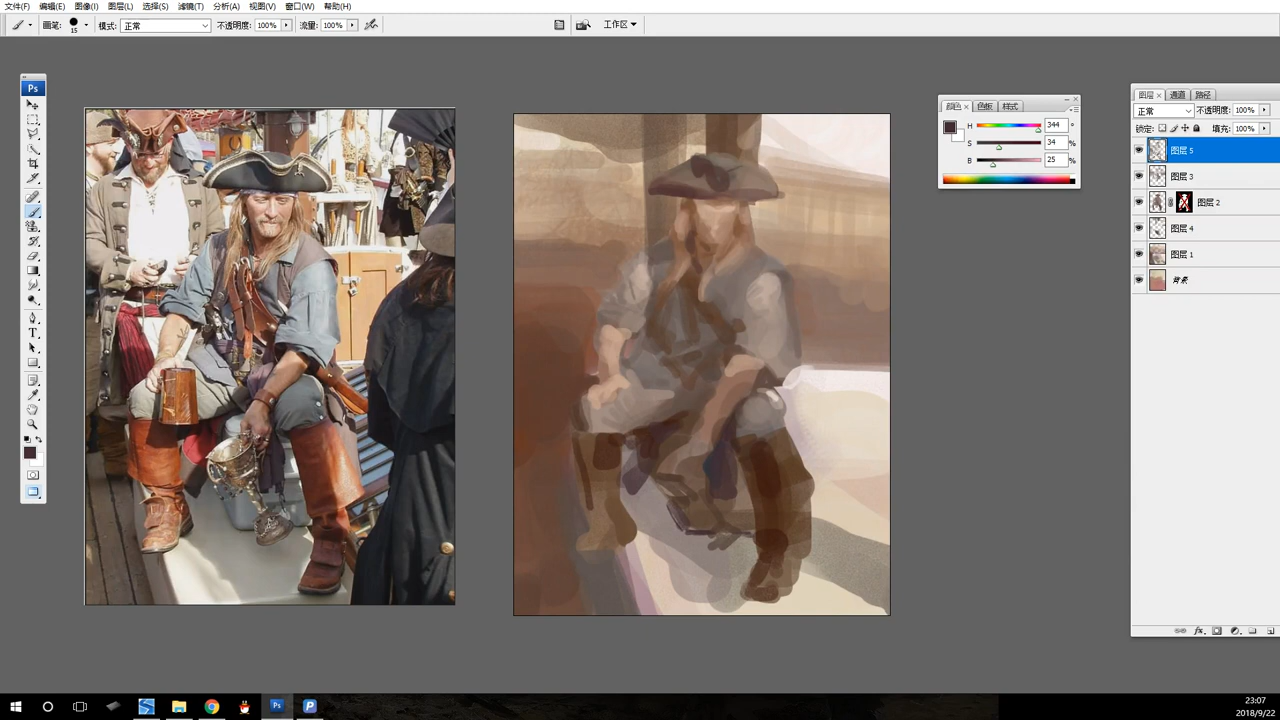 文件(F) 编辑(E) 图像(I) 图层(L) 选择(S) 滤镜(T) 分析(A) 视图(V) 窗口(W) 帮助(H)
画笔: 15 模式: 正常 不透明度: 100% 流量: 100% 工作区
Ps
T
颜色 × 色板 样式
H 344 °
S 34 %
B 25 %
图层 × 通道 路径
正常 不透明度: 100%
锁定: 填充: 100%
图层 5
图层 3
图层 2
图层 4
图层 1
背景
fx
Ps P
23:07
2018/9/22